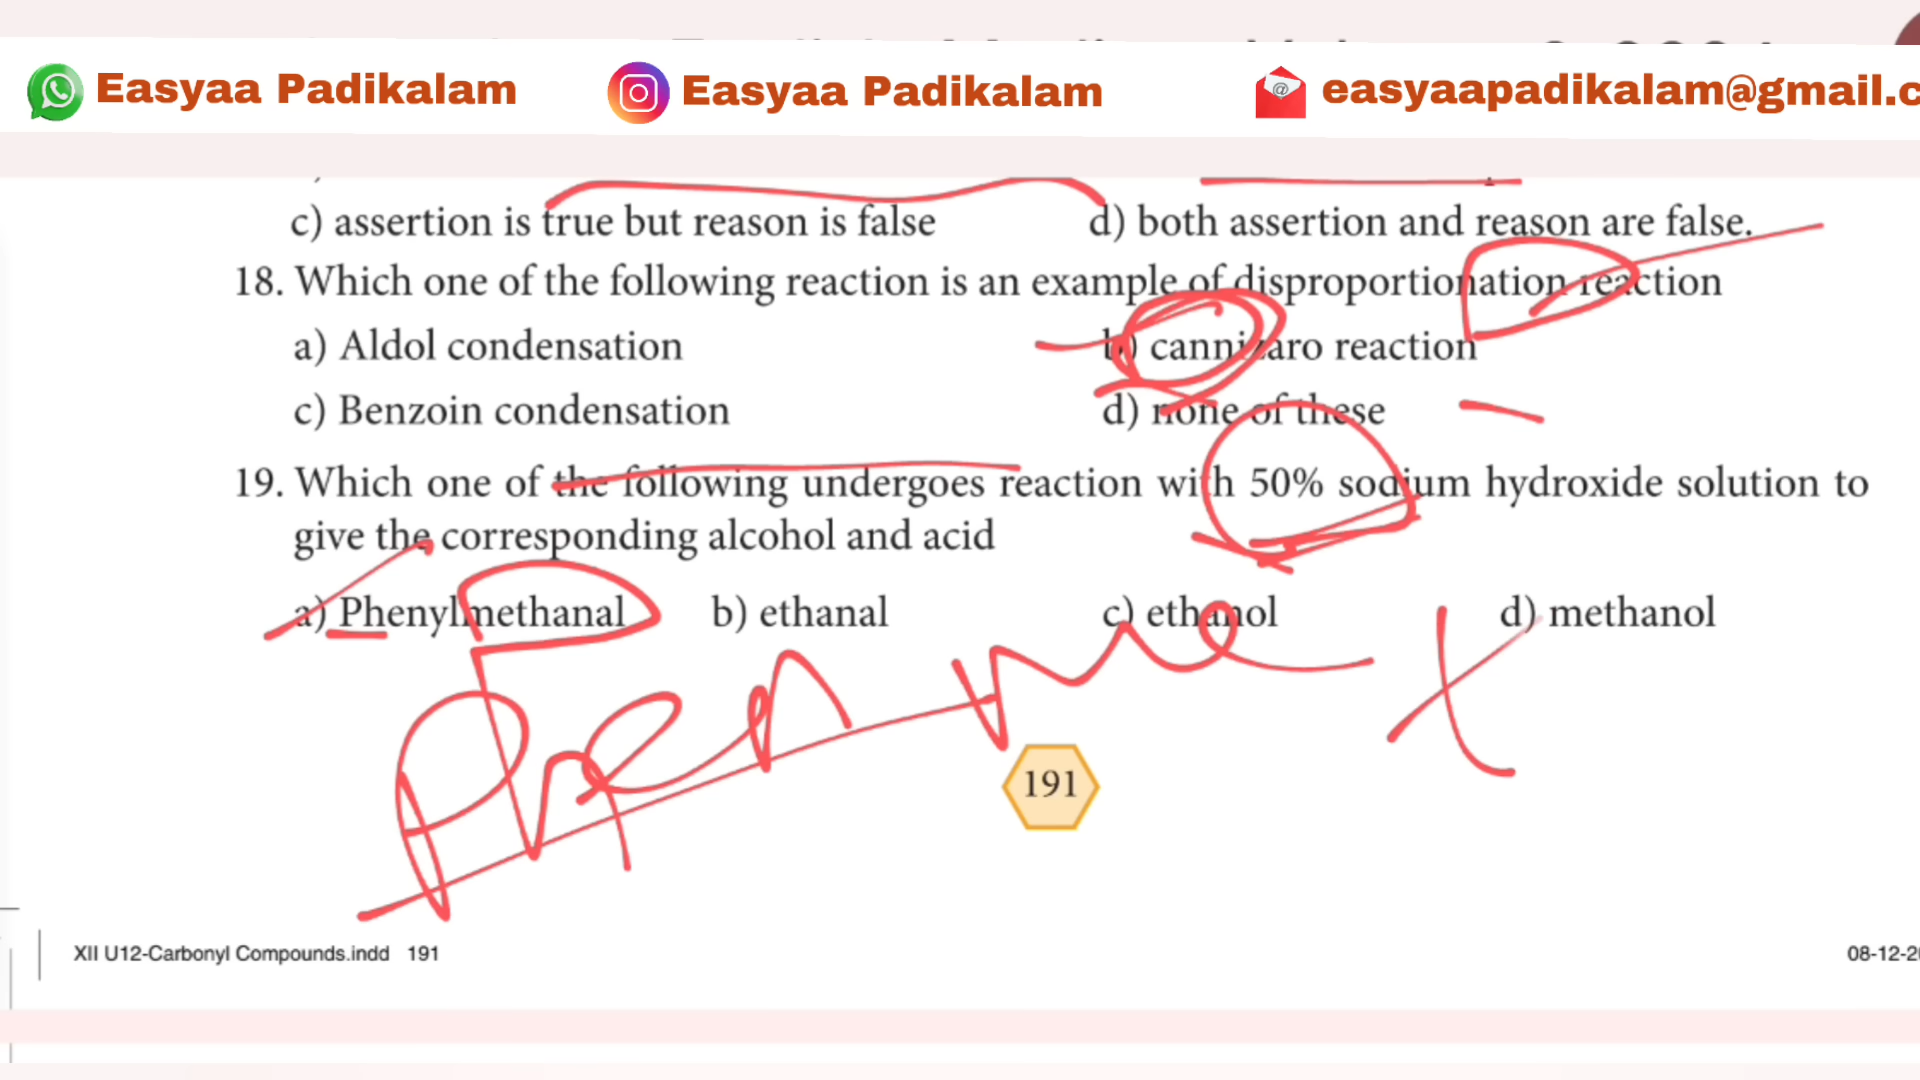 Easyaa Padikalam
Easyaa Padikalam
easyaapadikalam@gmail.c
c) assertion is true but reason is false
d) both assertion and reason are false.
18. Which one of the following reaction is an example of disproportionation reaction
a) Aldol condensation
b) cannizaro reaction
c) Benzoin condensation
d) none of these
19. Which one of the following undergoes reaction with 50% sodium hydroxide solution to
give the corresponding alcohol and acid
a) Phenylmethanal
b) ethanal
c) ethanol
d) methanol
191
XII U12-Carbonyl Compounds.indd 191
08-12-2